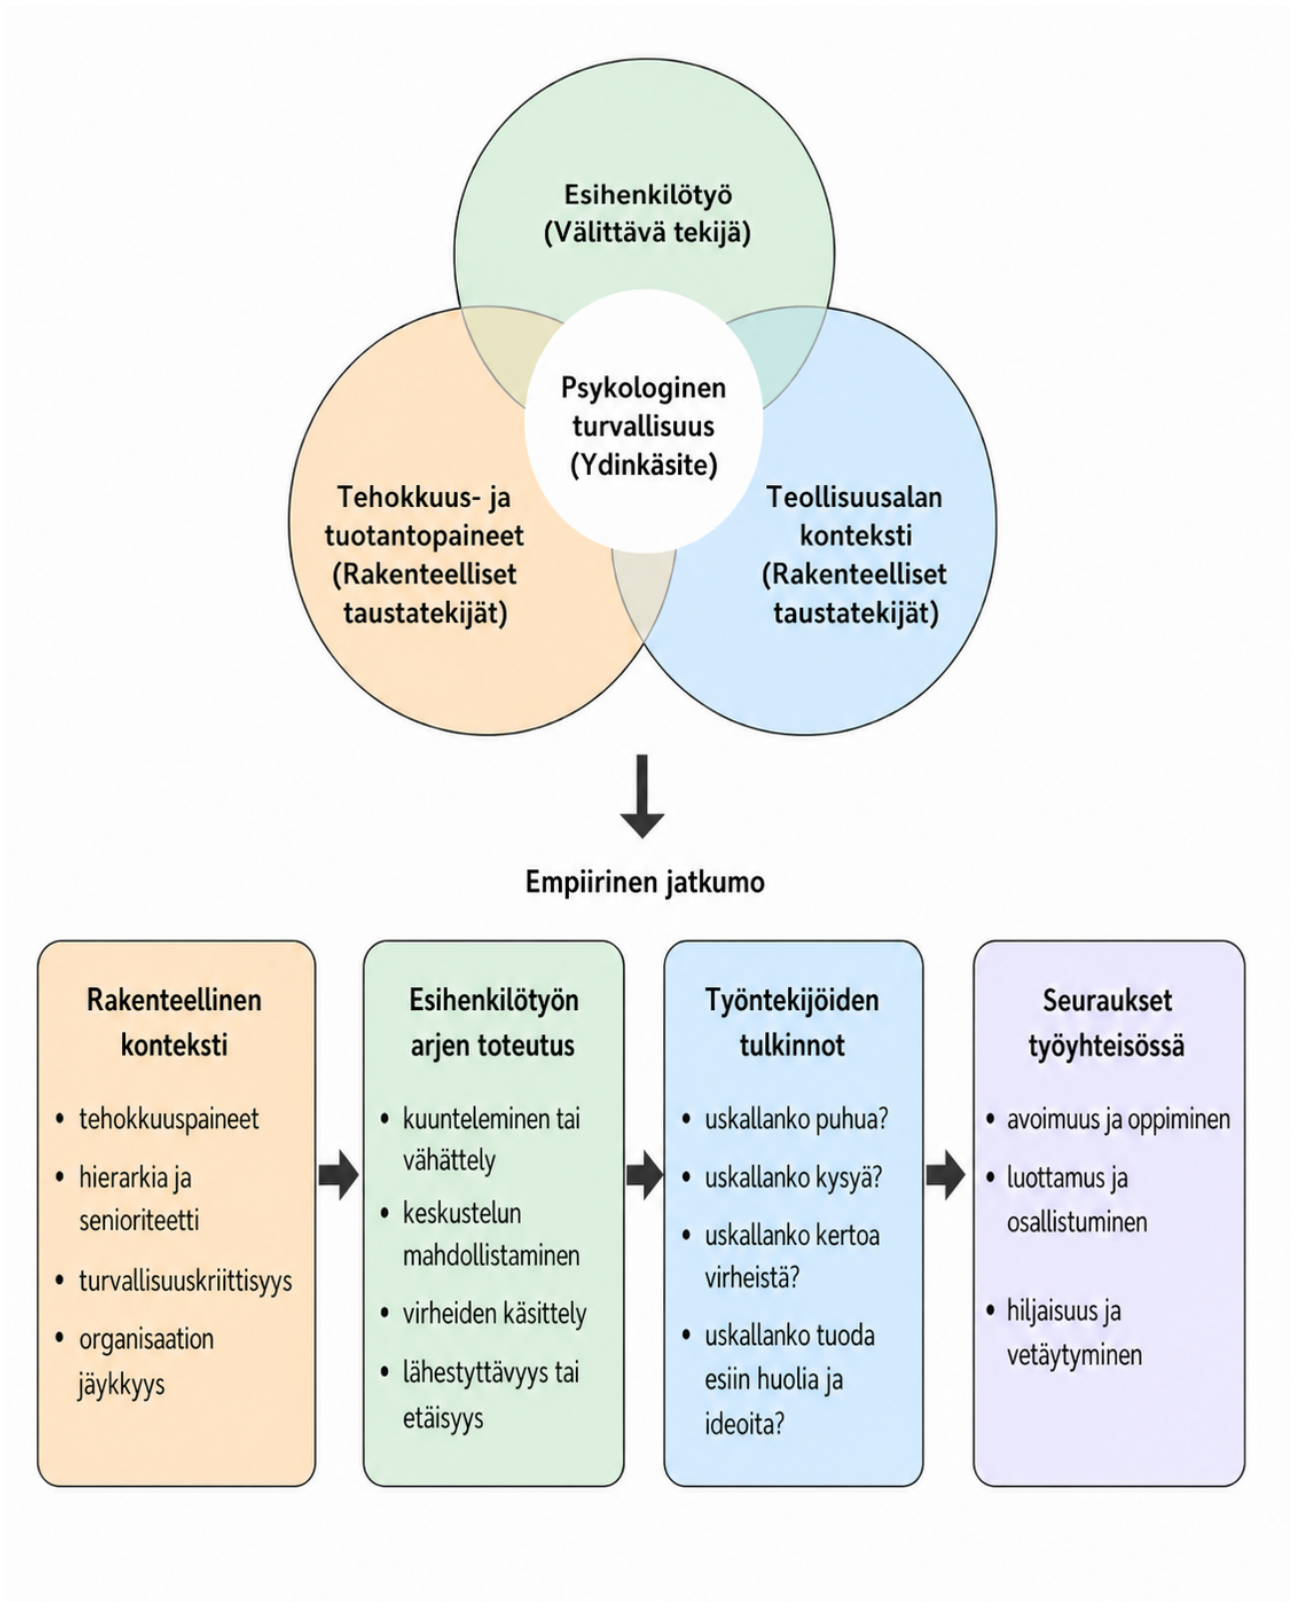 Esihenkilötyö
(Välittävä tekijä)
Psykologinen
turvallisuus
(Ydinkäsite)
Tehokkuus- ja
tuotantopaineet
(Rakenteelliset
taustatekijät)
Teollisuusalan
konteksti
(Rakenteelliset
taustatekijät)
Empiirinen jatkumo
Rakenteellinen
konteksti
• tehokkuuspaineet
• hierarkia ja
senioriteetti
• turvallisuuskriittisyys
• organisaation
jäykkyys
Esihenkilötyön
arjen toteutus
• kuunteleminen tai
vähättely
• keskustelun
mahdollistaminen
• virheiden käsittely
• lähestyttävyys tai
etäisyys
Työntekijöiden
tulkinnot
• uskallanko puhua?
• uskallanko kysyä?
• uskallanko kertoa
virheistä?
• uskallanko tuoda
esiin huolia ja
ideoita?
Seuraukset
työyhteisössä
• avoimuus ja oppiminen
• luottamus ja
osallistuminen
• hiljaisuus ja
vetäytyminen